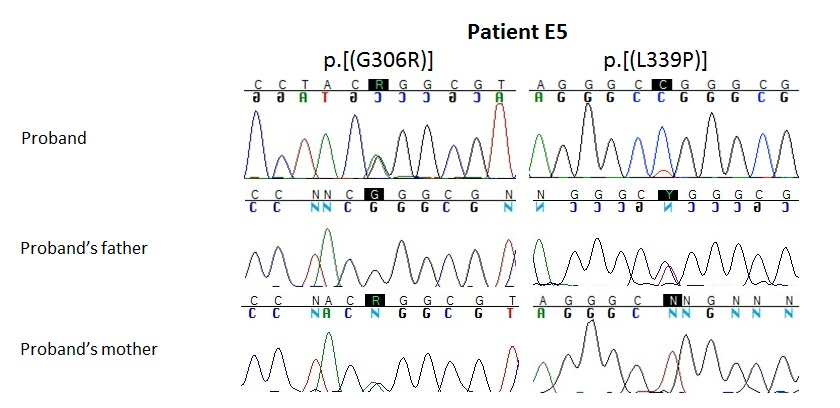 Patient E5
p.[(G306R)] p.[(L339P)]
C C T A C R G G C G T A G G G C C G G G C G
Proband
C C N N C G G G C G N N G G G C Y G G G C G
C C N N C G G G C G N
Proband's father
C C N A C R G G C G T A G G G C N N G N N N
C C N A C N G G C G T A G G G C N N G N N N
Proband's mother